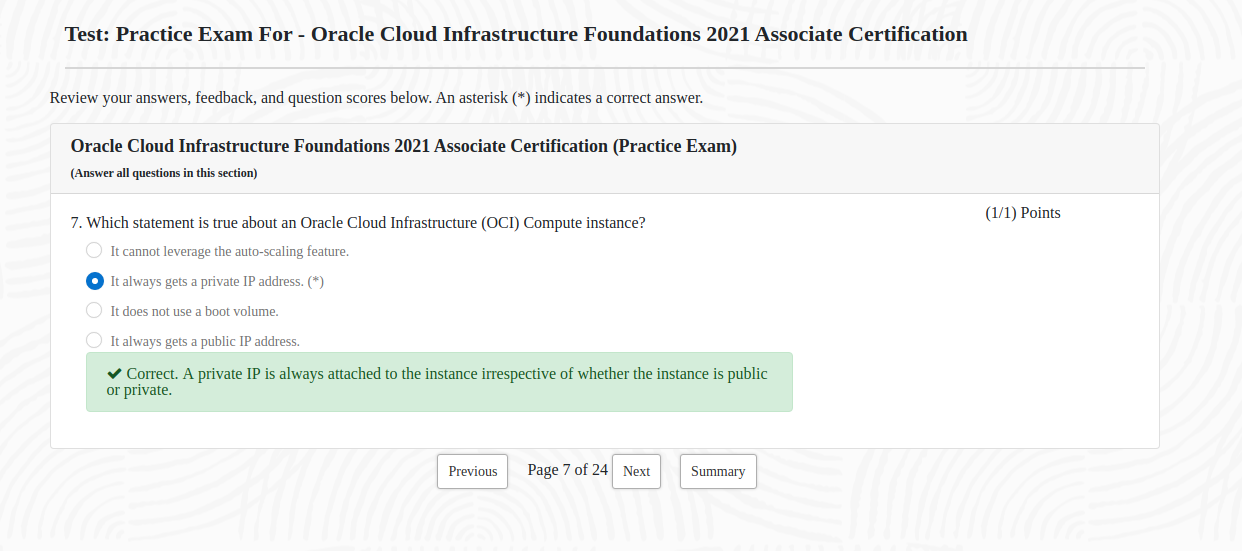 Test: Practice Exam For - Oracle Cloud Infrastructure Foundations 2021 Associate Certification
Review your answers, feedback, and question scores below. An asterisk (*) indicates a correct answer.
Oracle Cloud Infrastructure Foundations 2021 Associate Certification (Practice Exam)
(Answer all questions in this section)
(1/1) Points
7. Which statement is true about an Oracle Cloud Infrastructure (OCI) Compute instance?
It cannot leverage the auto-scaling feature.
It always gets a private IP address. (*)
It does not use a boot volume.
It always gets a public IP address.
Correct. A private IP is always attached to the instance irrespective of whether the instance is public
or private.
Previous Page 7 of 24 Next Summary